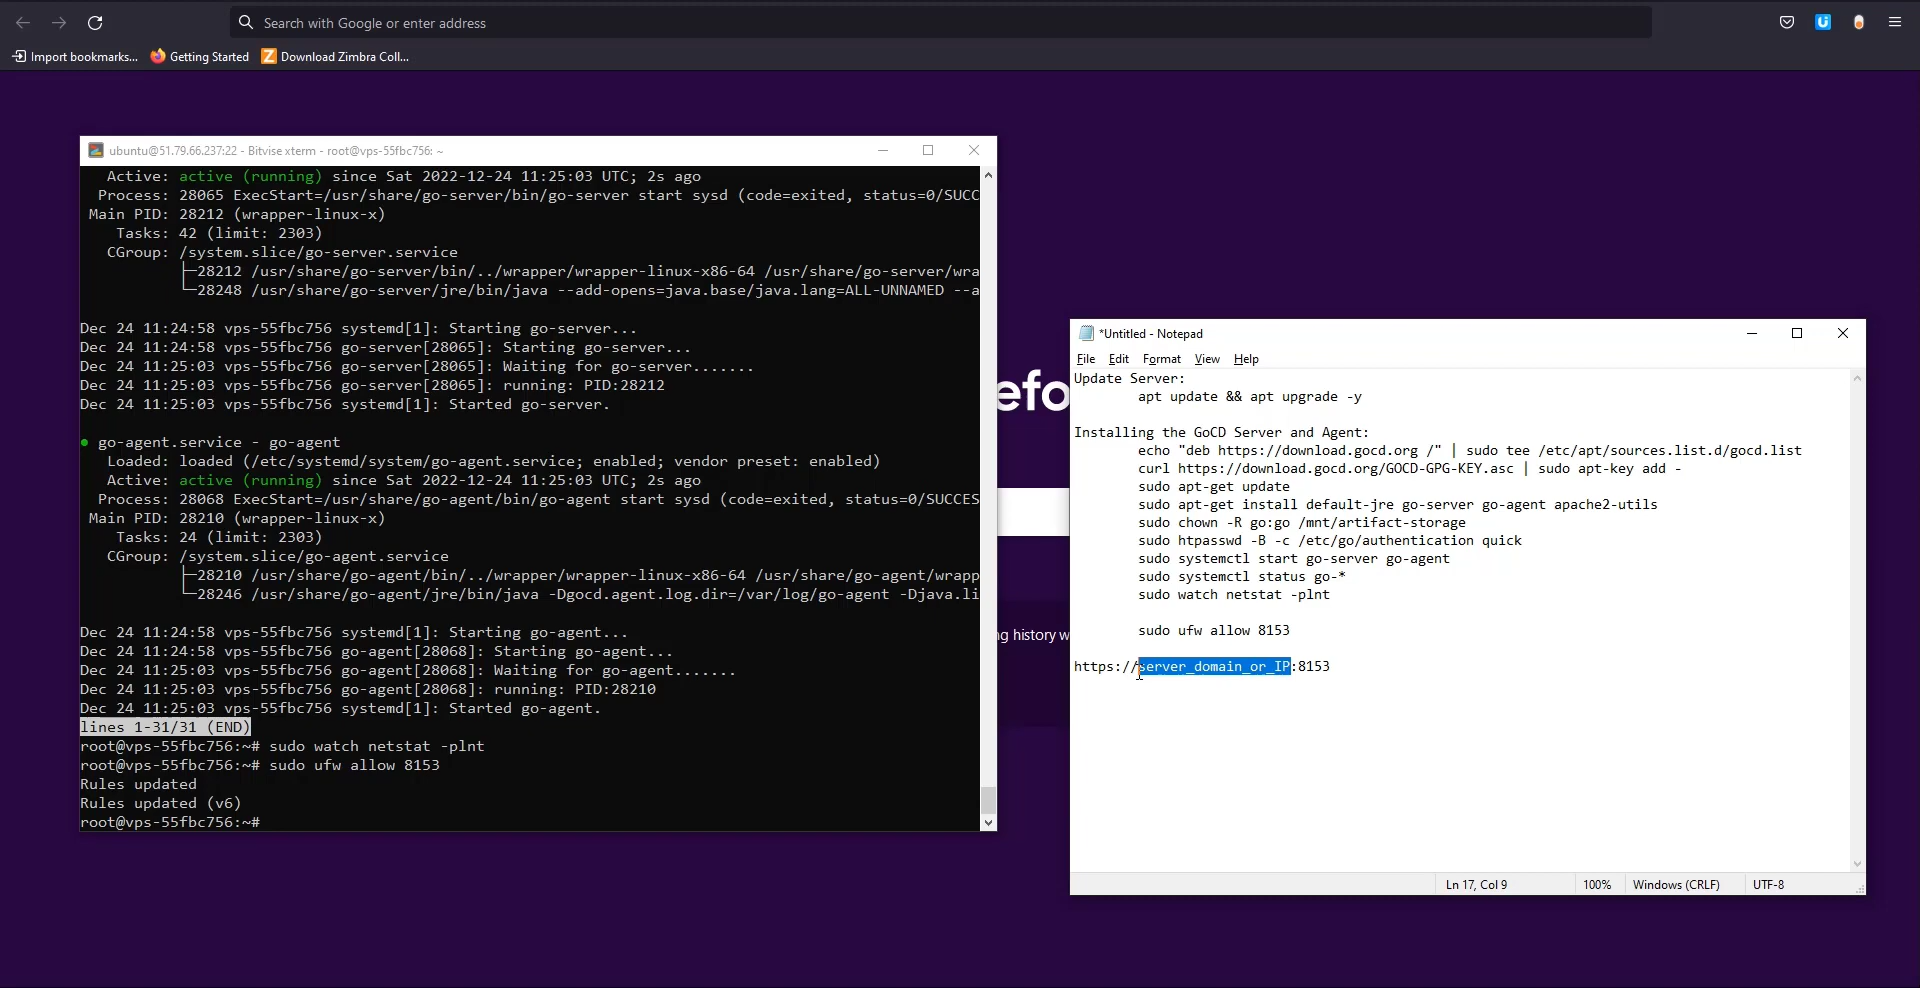 Search with Google or enter address
Import bookmarks...
Getting Started
Download Zimbra Coll...
ubuntu@51.79.66.237:22 - Bitvise xterm - root@vps-55fbc756: ~
Active: active (running) since Sat 2022-12-24 11:25:03 UTC; 2s ago
Process: 28065 ExecStart=/usr/share/go-server/bin/go-server start sysd (code=exited, status=0/SUCC
Main PID: 28212 (wrapper-linux-x)
Tasks: 42 (limit: 2303)
CGroup: /system.slice/go-server.service
├─28212 /usr/share/go-server/bin/../wrapper/wrapper-linux-x86-64 /usr/share/go-server/wra
└─28248 /usr/share/go-server/jre/bin/java --add-opens=java.base/java.lang=ALL-UNNAMED --a
Dec 24 11:24:58 vps-55fbc756 systemd[1]: Starting go-server...
Dec 24 11:24:58 vps-55fbc756 go-server[28065]: Starting go-server...
Dec 24 11:25:03 vps-55fbc756 go-server[28065]: Waiting for go-server.......
Dec 24 11:25:03 vps-55fbc756 go-server[28065]: running: PID:28212
Dec 24 11:25:03 vps-55fbc756 systemd[1]: Started go-server.
● go-agent.service - go-agent
Loaded: loaded (/etc/systemd/system/go-agent.service; enabled; vendor preset: enabled)
Active: active (running) since Sat 2022-12-24 11:25:03 UTC; 2s ago
Process: 28068 ExecStart=/usr/share/go-agent/bin/go-agent start sysd (code=exited, status=0/SUCCES
Main PID: 28210 (wrapper-linux-x)
Tasks: 24 (limit: 2303)
CGroup: /system.slice/go-agent.service
├─28210 /usr/share/go-agent/bin/../wrapper/wrapper-linux-x86-64 /usr/share/go-agent/wrapp
└─28246 /usr/share/go-agent/jre/bin/java -Dgocd.agent.log.dir=/var/log/go-agent -Djava.li
Dec 24 11:24:58 vps-55fbc756 systemd[1]: Starting go-agent...
Dec 24 11:24:58 vps-55fbc756 go-agent[28068]: Starting go-agent...
Dec 24 11:25:03 vps-55fbc756 go-agent[28068]: Waiting for go-agent.......
Dec 24 11:25:03 vps-55fbc756 go-agent[28068]: running: PID:28210
Dec 24 11:25:03 vps-55fbc756 systemd[1]: Started go-agent.
lines 1-31/31 (END)
root@vps-55fbc756:~# sudo watch netstat -plnt
root@vps-55fbc756:~# sudo ufw allow 8153
Rules updated
Rules updated (v6)
root@vps-55fbc756:~#
efo
ng history w
*Untitled - Notepad
File Edit Format View Help
Update Server:
apt update && apt upgrade -y
Installing the GoCD Server and Agent:
echo "deb https://download.gocd.org /" | sudo tee /etc/apt/sources.list.d/gocd.list
curl https://download.gocd.org/GOCD-GPG-KEY.asc | sudo apt-key add -
sudo apt-get update
sudo apt-get install default-jre go-server go-agent apache2-utils
sudo chown -R go:go /mnt/artifact-storage
sudo htpasswd -B -c /etc/go/authentication quick
sudo systemctl start go-server go-agent
sudo systemctl status go-*
sudo watch netstat -plnt
sudo ufw allow 8153
https://server_domain_or_IP:8153
Ln 17, Col 9
100%
Windows (CRLF)
UTF-8